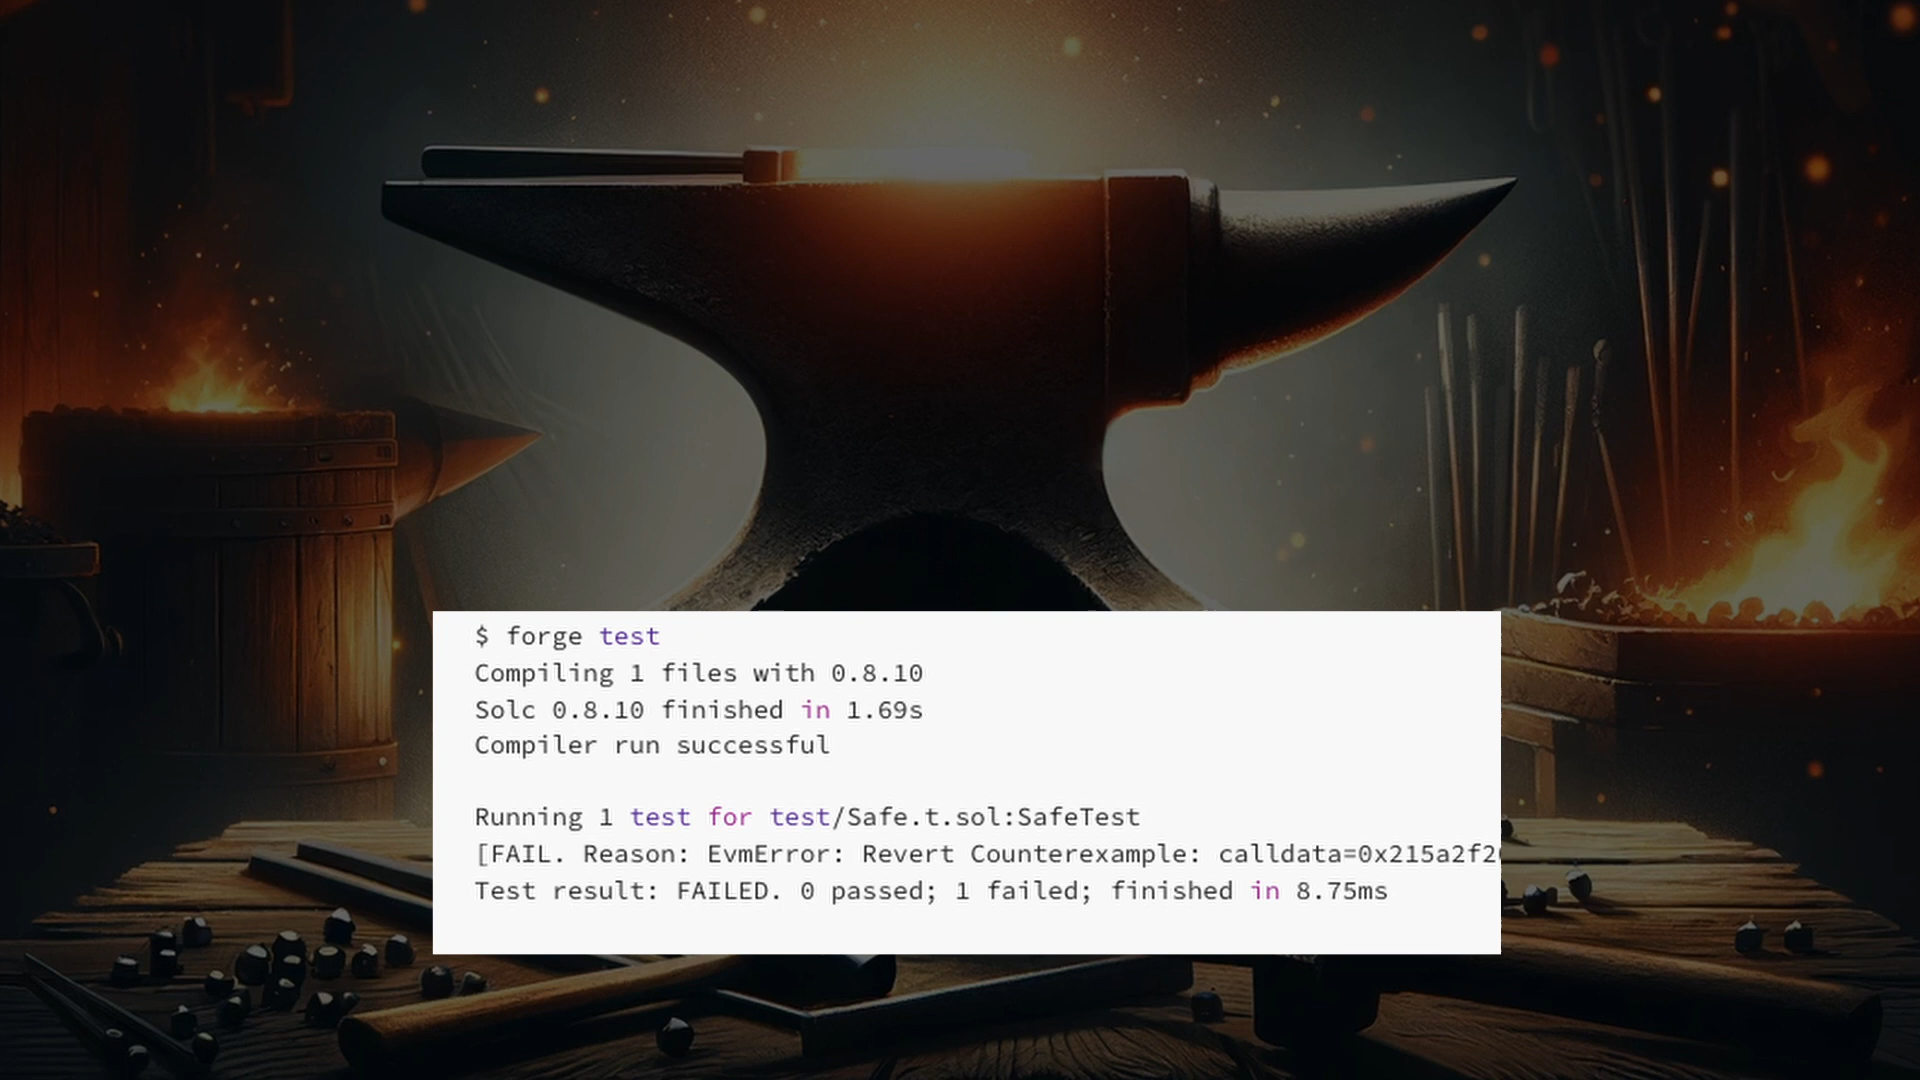 $ forge test
Compiling 1 files with 0.8.10
Solc 0.8.10 finished in 1.69s
Compiler run successful
Running 1 test for test/Safe.t.sol:SafeTest
[FAIL. Reason: EvmError: Revert Counterexample: calldata=0x215a2f2
Test result: FAILED. 0 passed; 1 failed; finished in 8.75ms